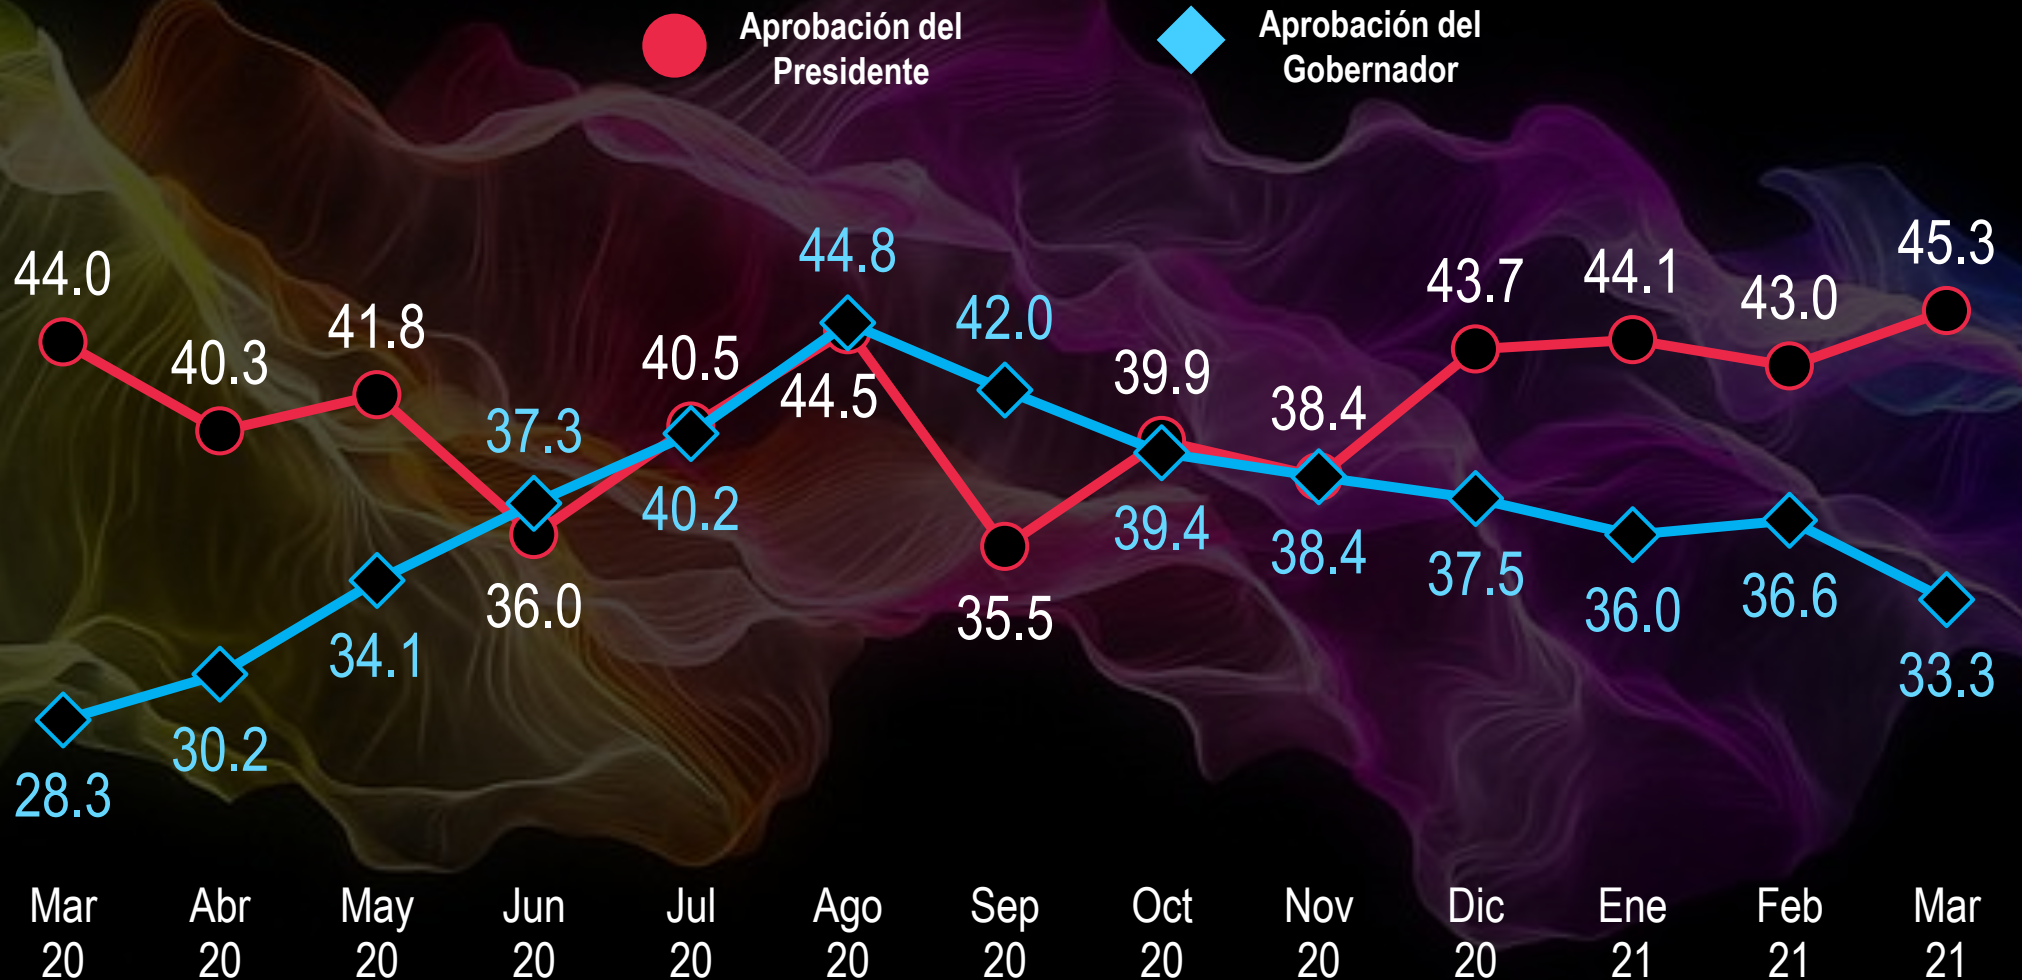 Aprobación del
Presidente
Aprobación del
Gobernador
44.0
40.3
41.8
36.0
40.5
44.5
35.5
39.9
38.4
43.7
44.1
43.0
45.3
28.3
30.2
34.1
37.3
40.2
44.8
42.0
39.4
38.4
37.5
36.0
36.6
33.3
Mar
20
Abr
20
May
20
Jun
20
Jul
20
Ago
20
Sep
20
Oct
20
Nov
20
Dic
20
Ene
21
Feb
21
Mar
21